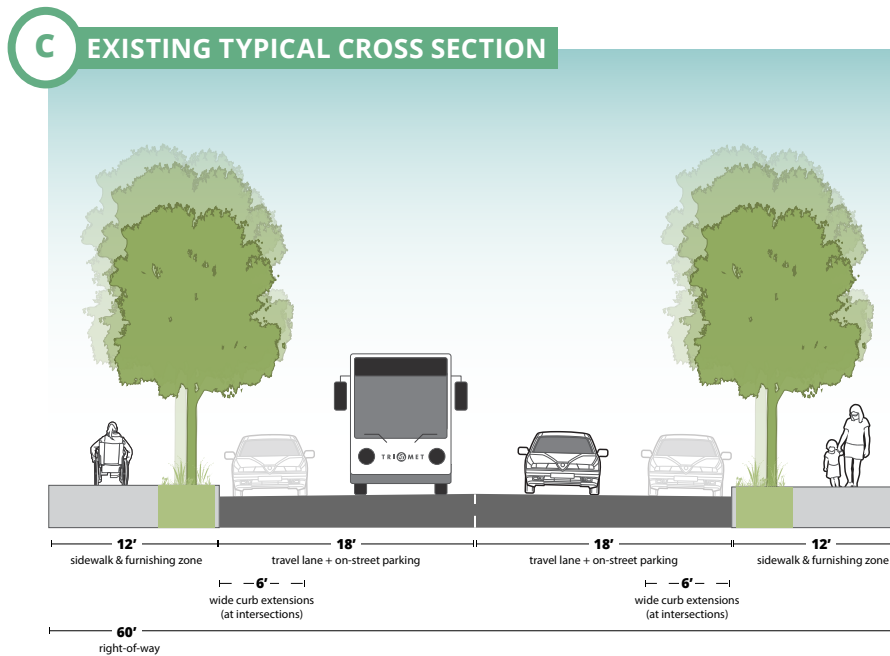 C EXISTING TYPICAL CROSS SECTION
TRIMET
12’ 18’ 18’ 12’
sidewalk & furnishing zone travel lane + on-street parking travel lane + on-street parking sidewalk & furnishing zone
6’ 6’
wide curb extensions wide curb extensions
(at intersections) (at intersections)
60’
right-of-way